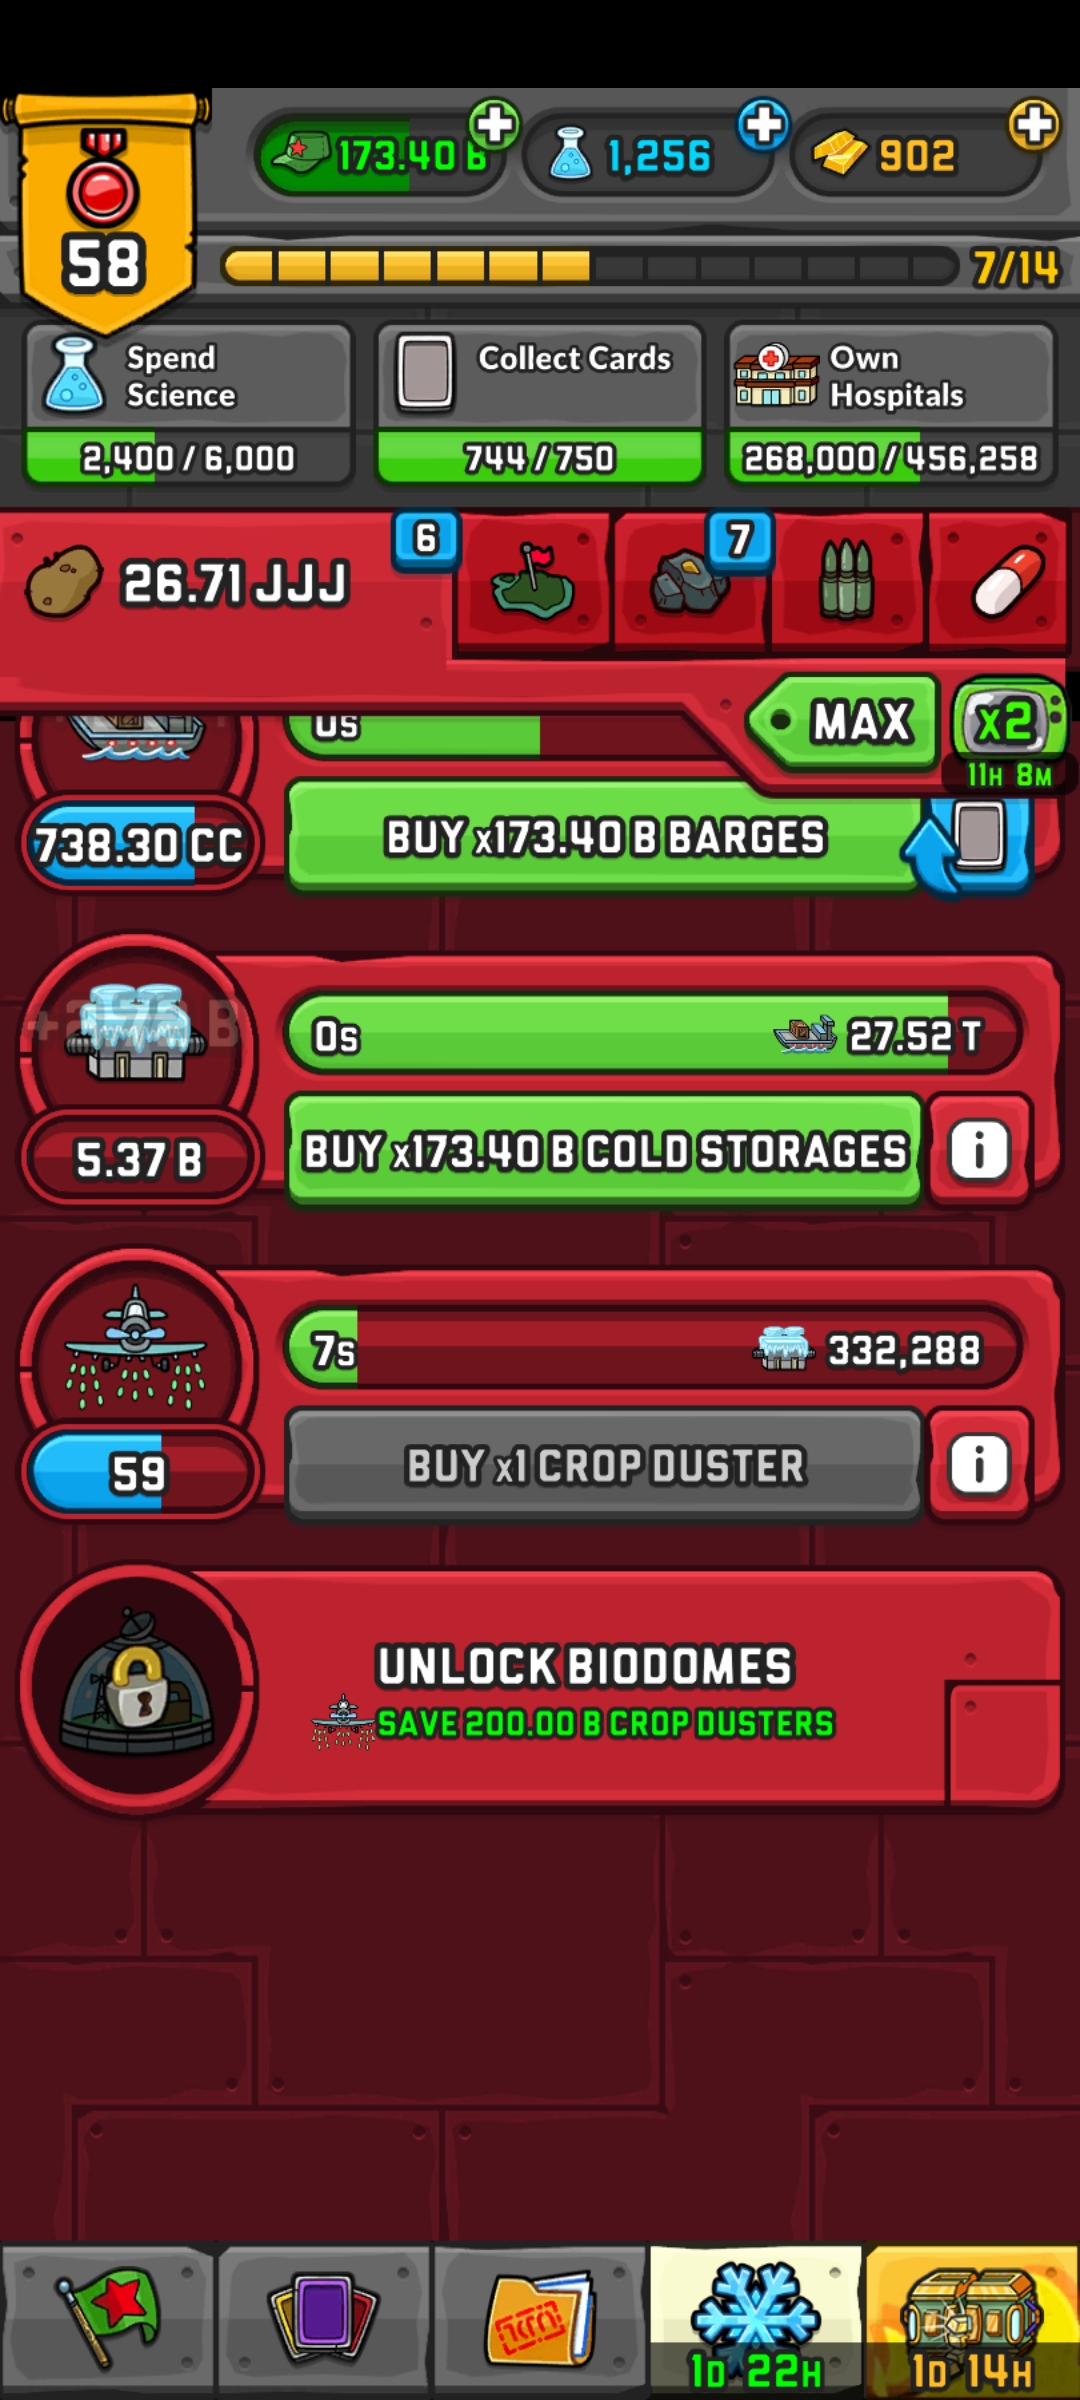 58
173.40 B
1,256
902
7/14
Spend
Science
2,400 / 6,000
Collect Cards
744 / 750
Own
Hospitals
268,000 / 456,258
26.71 JJJ
6
7
MAX
x2
11H 8M
0s
738.30 CC
BUY x173.40 B BARGES
0s
27.52 T
5.37 B
BUY x173.40 B COLD STORAGES
i
7s
332,288
59
BUY x1 CROP DUSTER
i
UNLOCK BIODOMES
SAVE 200.00 B CROP DUSTERS
1D 22H
1D 14H